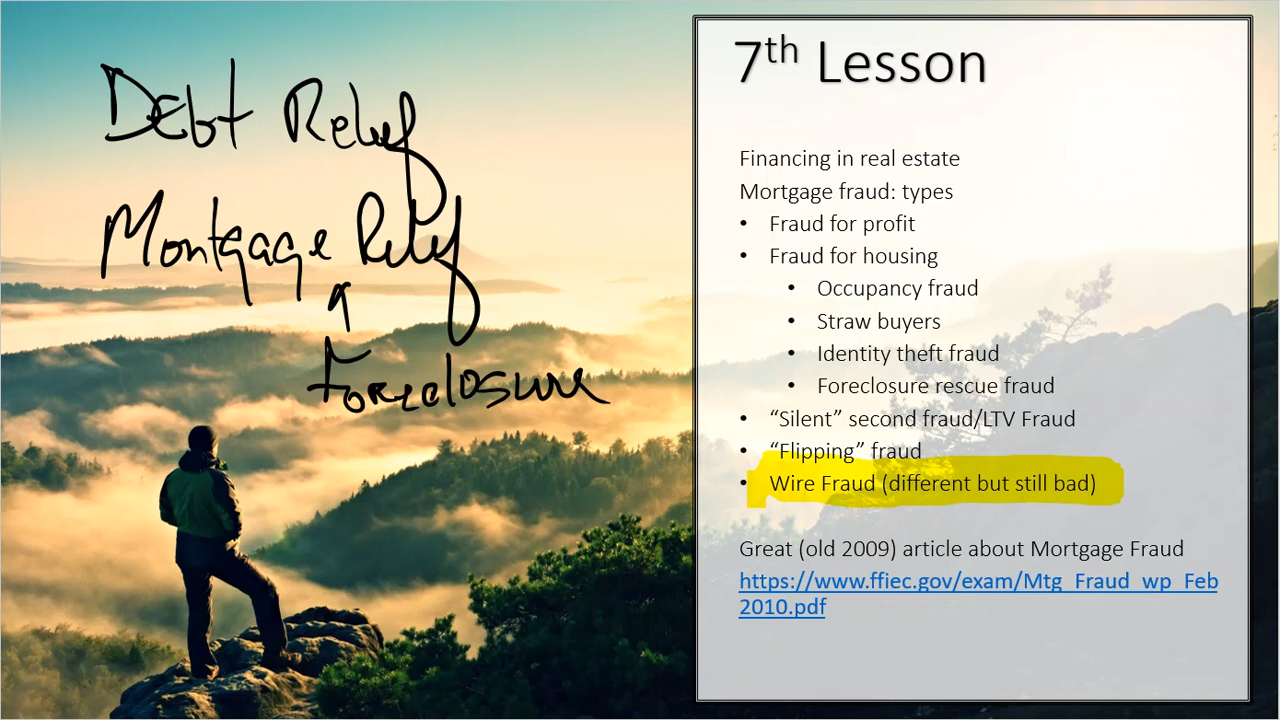 Debt Relief
Mortgage Relief
Foreclosure
7th Lesson
Financing in real estate
Mortgage fraud: types
• Fraud for profit
• Fraud for housing
• Occupancy fraud
• Straw buyers
• Identity theft fraud
• Foreclosure rescue fraud
• “Silent” second fraud/LTV Fraud
• “Flipping” fraud
• Wire Fraud (different but still bad)
Great (old 2009) article about Mortgage Fraud
https://www.ffiec.gov/exam/Mtg_Fraud_wp_Feb
2010.pdf